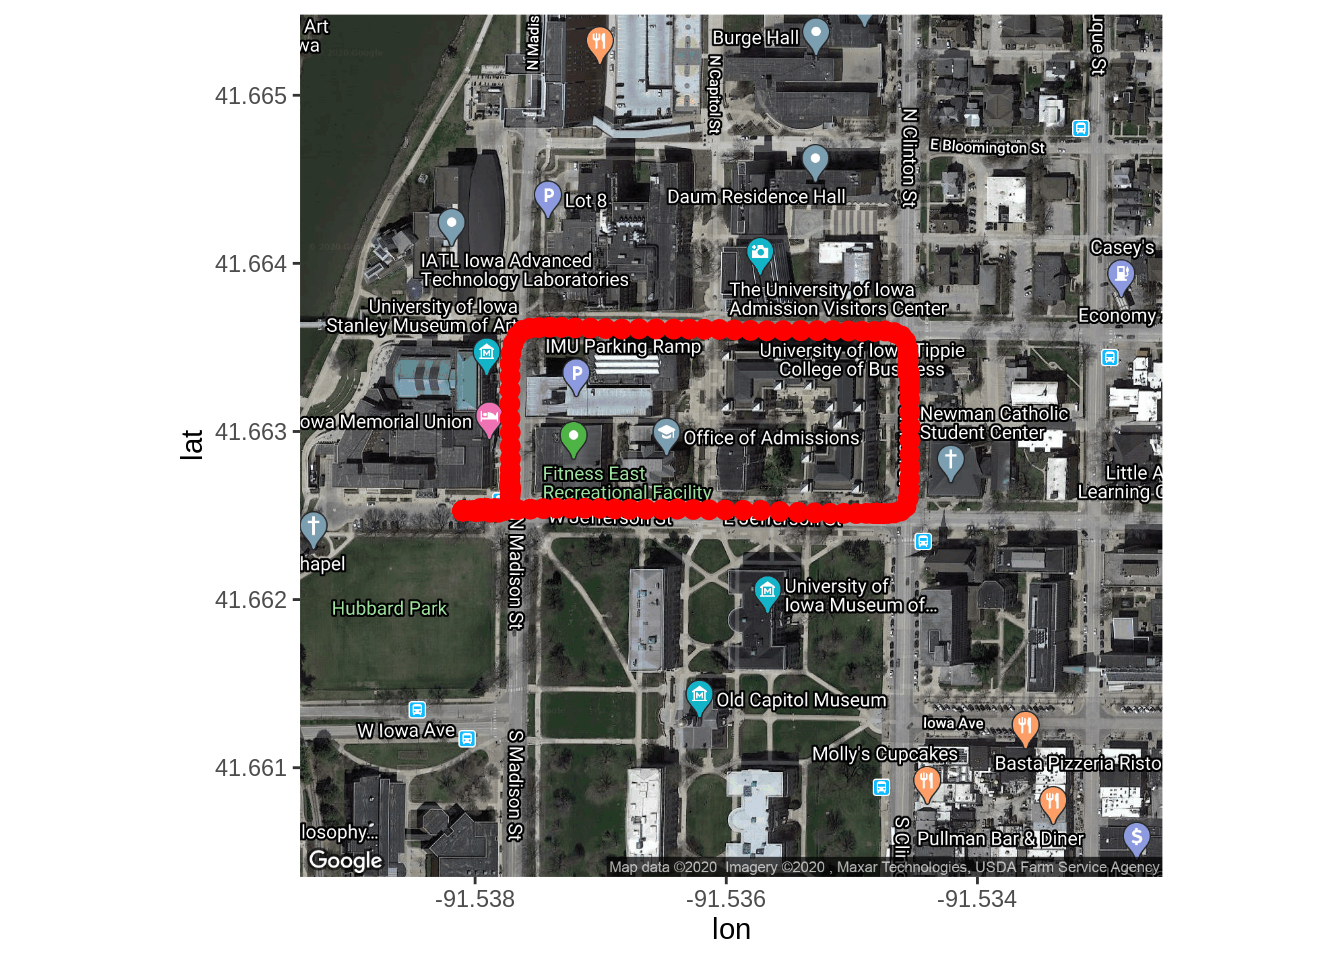 Art
wa
N Madis
Burge Hall
N Capitol St
N Clinton St
que St
E Bloomington St
Lot 8
Daum Residence Hall
IATL Iowa Advanced
Technology Laboratories
Casey's
The University of Iowa
Admission Visitors Center
University of Iowa
Stanley Museum of Art
Economy
IMU Parking Ramp
University of Iow Tippie
College of Bus ess
owa Memorial Union
Newman Catholic
Student Center
Office of Admissions
Fitness East
Recreational Facility
Little A
Learning C
W Jefferson St
E Jefferson St
N Madison St
hapel
Hubbard Park
University of
Iowa Museum of...
Old Capitol Museum
W Iowa Ave
Iowa Ave
S Madison St
Molly's Cupcakes
Basta Pizzeria Risto
losophy...
S Clin
Pullman Bar & Diner
Google
Map data ©2020 Imagery ©2020 , Maxar Technologies, USDA Farm Service Agency
41.665
41.664
41.663
41.662
41.661
lat
-91.538
-91.536
-91.534
lon